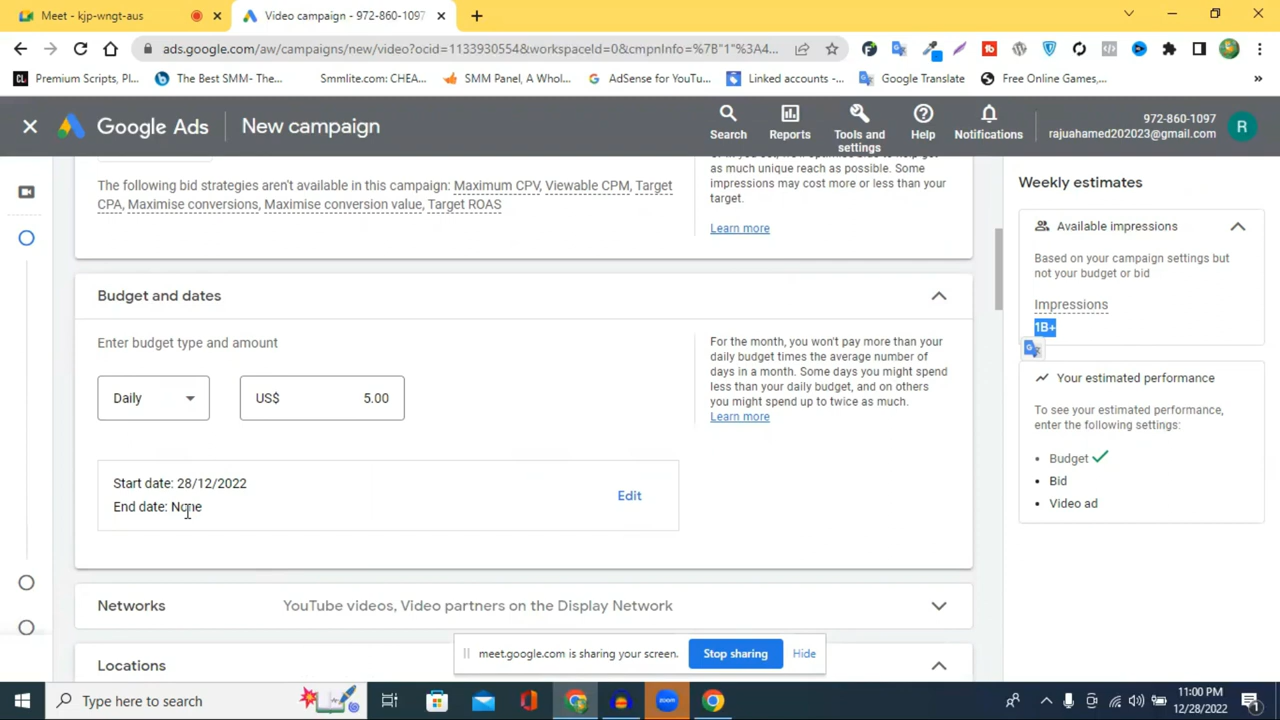 Meet - kjp-wngt-aus
Video campaign - 972-860-1097
ads.google.com/aw/campaigns/new/video?ocid=1133930554&workspaceId=0&cmpnInfo=%7B"1"%3A4...
Premium Scripts, Pl...
The Best SMM- The...
Smmlite.com: CHEA...
SMM Panel, A Whol...
AdSense for YouTu...
Linked accounts -...
Google Translate
Free Online Games,...
Google Ads
New campaign
Search
Reports
Tools and
settings
Help
Notifications
972-860-1097
rajuahamed202023@gmail.com
R
The following bid strategies aren't available in this campaign: Maximum CPV, Viewable CPM, Target
CPA, Maximise conversions, Maximise conversion value, Target ROAS
as much unique reach as possible. Some
impressions may cost more or less than your
target.
Learn more
Budget and dates
Enter budget type and amount
Daily
US$ 5.00
For the month, you won't pay more than your
daily budget times the average number of
days in a month. Some days you might spend
less than your daily budget, and on others
you might spend up to twice as much.
Learn more
Start date: 28/12/2022
End date: None
Edit
Networks
YouTube videos, Video partners on the Display Network
Locations
Weekly estimates
Available impressions
Based on your campaign settings but
not your budget or bid
Impressions
1B+
Your estimated performance
To see your estimated performance,
enter the following settings:
• Budget
• Bid
• Video ad
meet.google.com is sharing your screen.
Stop sharing
Hide
Type here to search
zoom
11:00 PM
12/28/2022
1